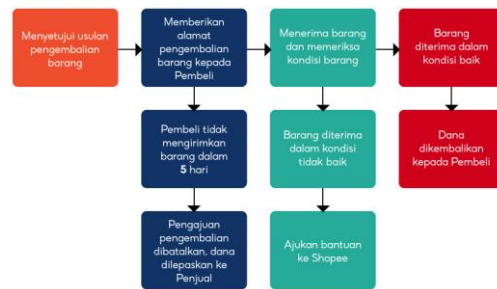 Menyetujui usulan
pengembalian
barang
Memberikan
alamat
pengembalian
barang kepada
Pembeli
Menerima barang
dan memeriksa
kondisi barang
Barang
diterima dalam
kondisi baik
Pembeli tidak
mengirimkan
barang dalam
5 hari
Barang diterima
dalam kondisi
tidak baik
Dana
dikembalikan
kepada Pembeli
Pengajuan
pengembalian
dibatalkan, dana
dilepaskan ke
Penjual
Ajukan bantuan
ke Shopee